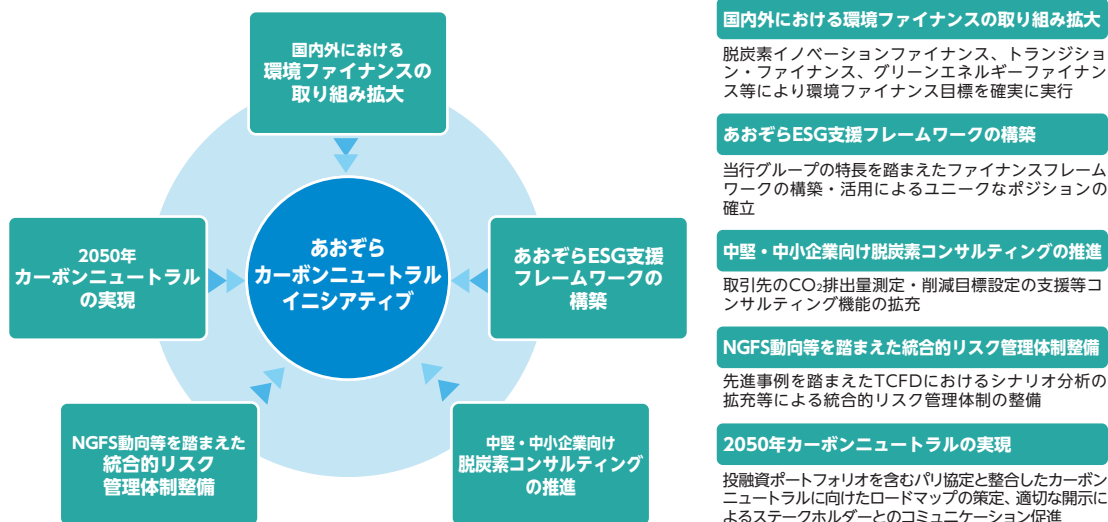 国内外における
環境ファイナンスの
取り組み拡大
2050年
カーボンニュートラル
の実現
あおぞら
カーボンニュートラル
イニシアティブ
あおぞらESG支援
フレームワークの
構築
NGFS動向等を踏まえた
統合的リスク
管理体制整備
中堅・中小企業向け
脱炭素コンサルティング
の推進
国内外における環境ファイナンスの取り組み拡大
脱炭素イノベーションファイナンス、トランジショ
ン・ファイナンス、グリーンエネルギーファイナン
ス等により環境ファイナンス目標を確実に実行
あおぞらESG支援フレームワークの構築
当行グループの特長を踏まえたファイナンスフレーム
ワークの構築・活用によるユニークなポジションの
確立
中堅・中小企業向け脱炭素コンサルティングの推進
取引先のCO₂排出量測定・削減目標設定の支援等コ
ンサルティング機能の拡充
NGFS動向等を踏まえた統合的リスク管理体制整備
先進事例を踏まえたTCFDにおけるシナリオ分析の
拡充等による統合的リスク管理体制の整備
2050年カーボンニュートラルの実現
投融資ポートフォリオを含むパリ協定と整合したカーボン
ニュートラルに向けたロードマップの策定、適切な開示に
よるステークホルダーとのコミュニケーション促進